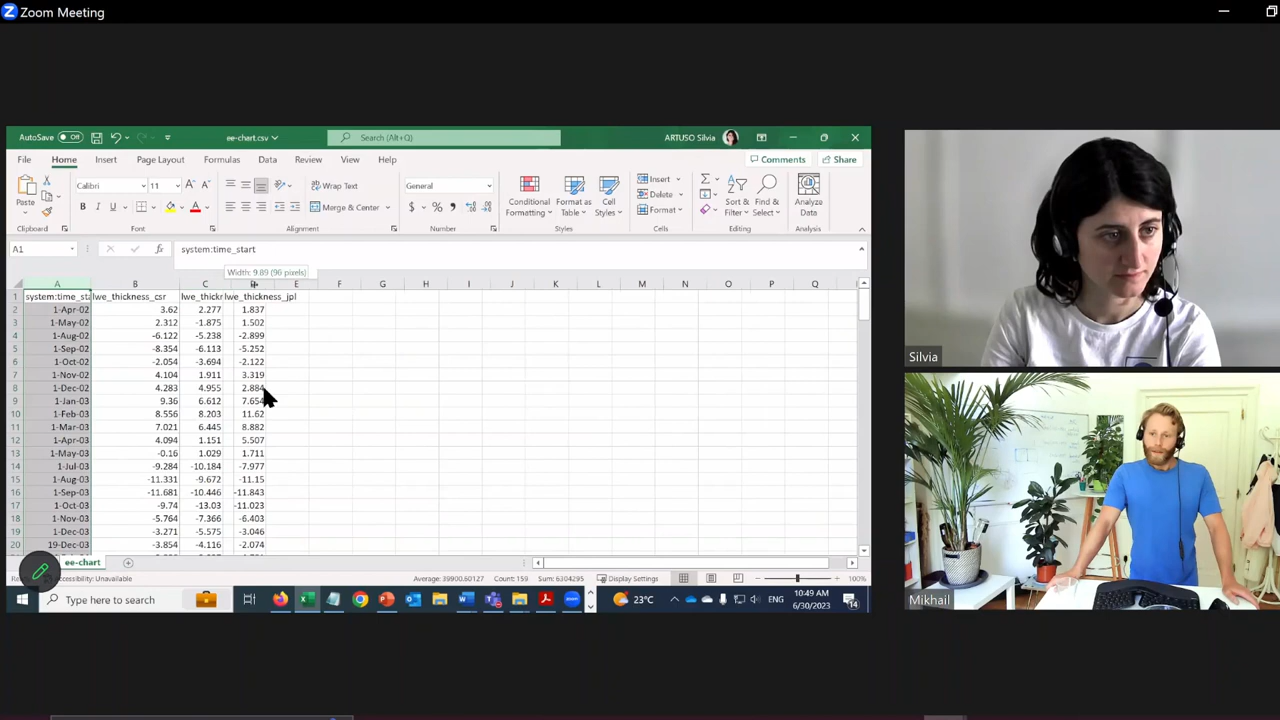 Zoom Meeting
AutoSave Off ee-chart.csv Search (Alt+Q) ARTUSO Silvia
File Home Insert Page Layout Formulas Data Review View Help Comments Share
Paste Calibri 11 Wrap Text General Conditional Formatting Format as Table Cell Styles Insert Sort & Filter Find & Select Analyze Data
B I U Merge & Center $ % Delete
Format
Clipboard Font Alignment Number Styles Cells Editing Analysis
A1 fx system:time_start
Width: 9.89 (96 pixels)
A B C D E F G H I J K L M N O P Q
1 system:time_sta lwe_thickness_csr lwe_thickr lwe_thickness_jpl
2 1-Apr-02 3.62 2.277 1.837
3 1-May-02 2.312 -1.875 1.502
4 1-Aug-02 -6.122 -5.238 -2.899
5 1-Sep-02 -8.354 -6.113 -5.252
6 1-Oct-02 -2.054 -3.694 -2.122
7 1-Nov-02 4.104 1.911 3.319
8 1-Dec-02 4.283 4.955 2.884
9 1-Jan-03 9.36 6.612 7.654
10 1-Feb-03 8.556 8.203 11.62
11 1-Mar-03 7.021 6.445 8.882
12 1-Apr-03 4.094 1.151 5.507
13 1-May-03 -0.16 1.029 1.711
14 1-Jul-03 -9.284 -10.184 -7.977
15 1-Aug-03 -11.331 -9.672 -11.15
16 1-Sep-03 -11.681 -10.446 -11.843
17 1-Oct-03 -9.74 -13.03 -11.023
18 1-Nov-03 -5.764 -7.366 -6.403
19 1-Dec-03 -3.271 -5.575 -3.046
20 19-Dec-03 -3.854 -4.116 -2.074
ee-chart
Accessibility: Unavailable Average: 39900.60127 Count: 159 Sum: 6304295 Display Settings 100%
Type here to search 23°C ENG 10:49 AM
6/30/2023 14
Silvia
Mikhail